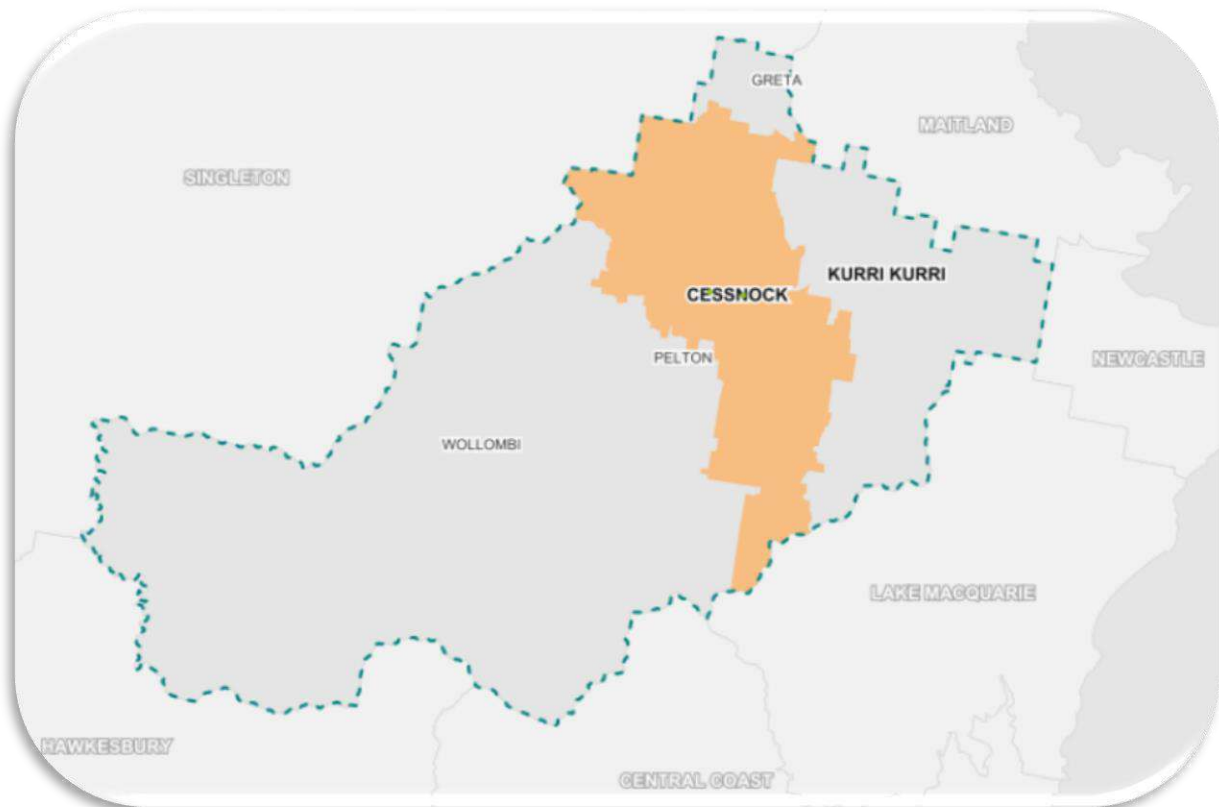 GRETA
MAITLAND
SINGLETON
KURRI KURRI
CESSNOCK
PELTON
NEWCASTLE
WOLLOMBI
LAKE MACQUARIE
HAWKESBURY
CENTRAL COAST